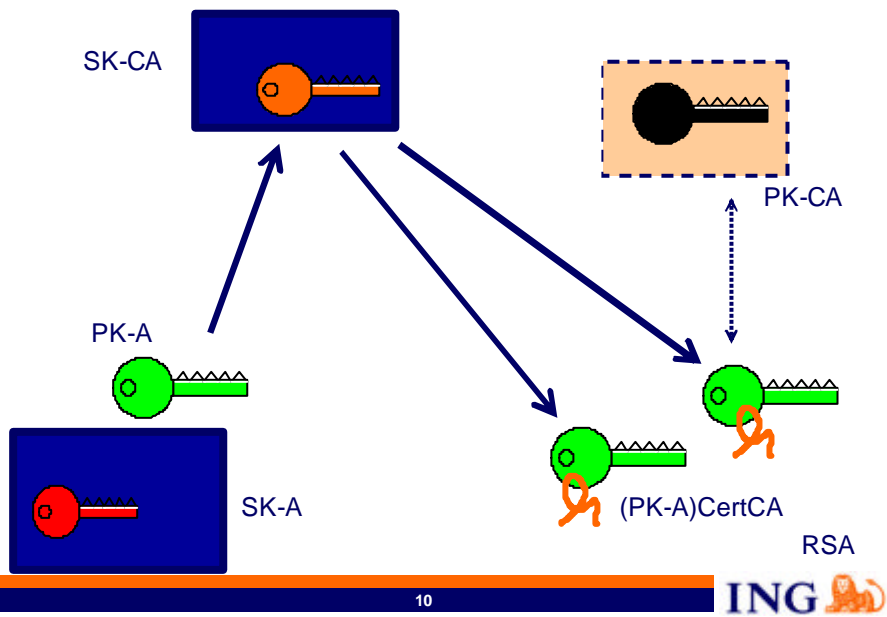 SK-CA
PK-CA
PK-A
SK-A
(PK-A)CertCA
RSA
10
ING